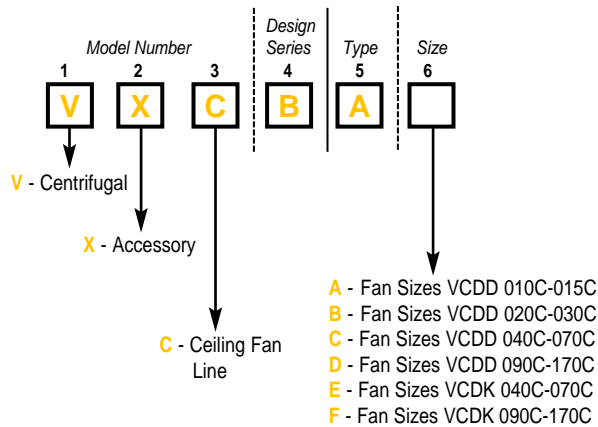 Design
Model Number Series Type Size
1 2 3 4 5 6
V X C B A
V - Centrifugal
X - Accessory
C - Ceiling Fan
Line
A - Fan Sizes VCDD 010C-015C
B - Fan Sizes VCDD 020C-030C
C - Fan Sizes VCDD 040C-070C
D - Fan Sizes VCDD 090C-170C
E - Fan Sizes VCDK 040C-070C
F - Fan Sizes VCDK 090C-170C